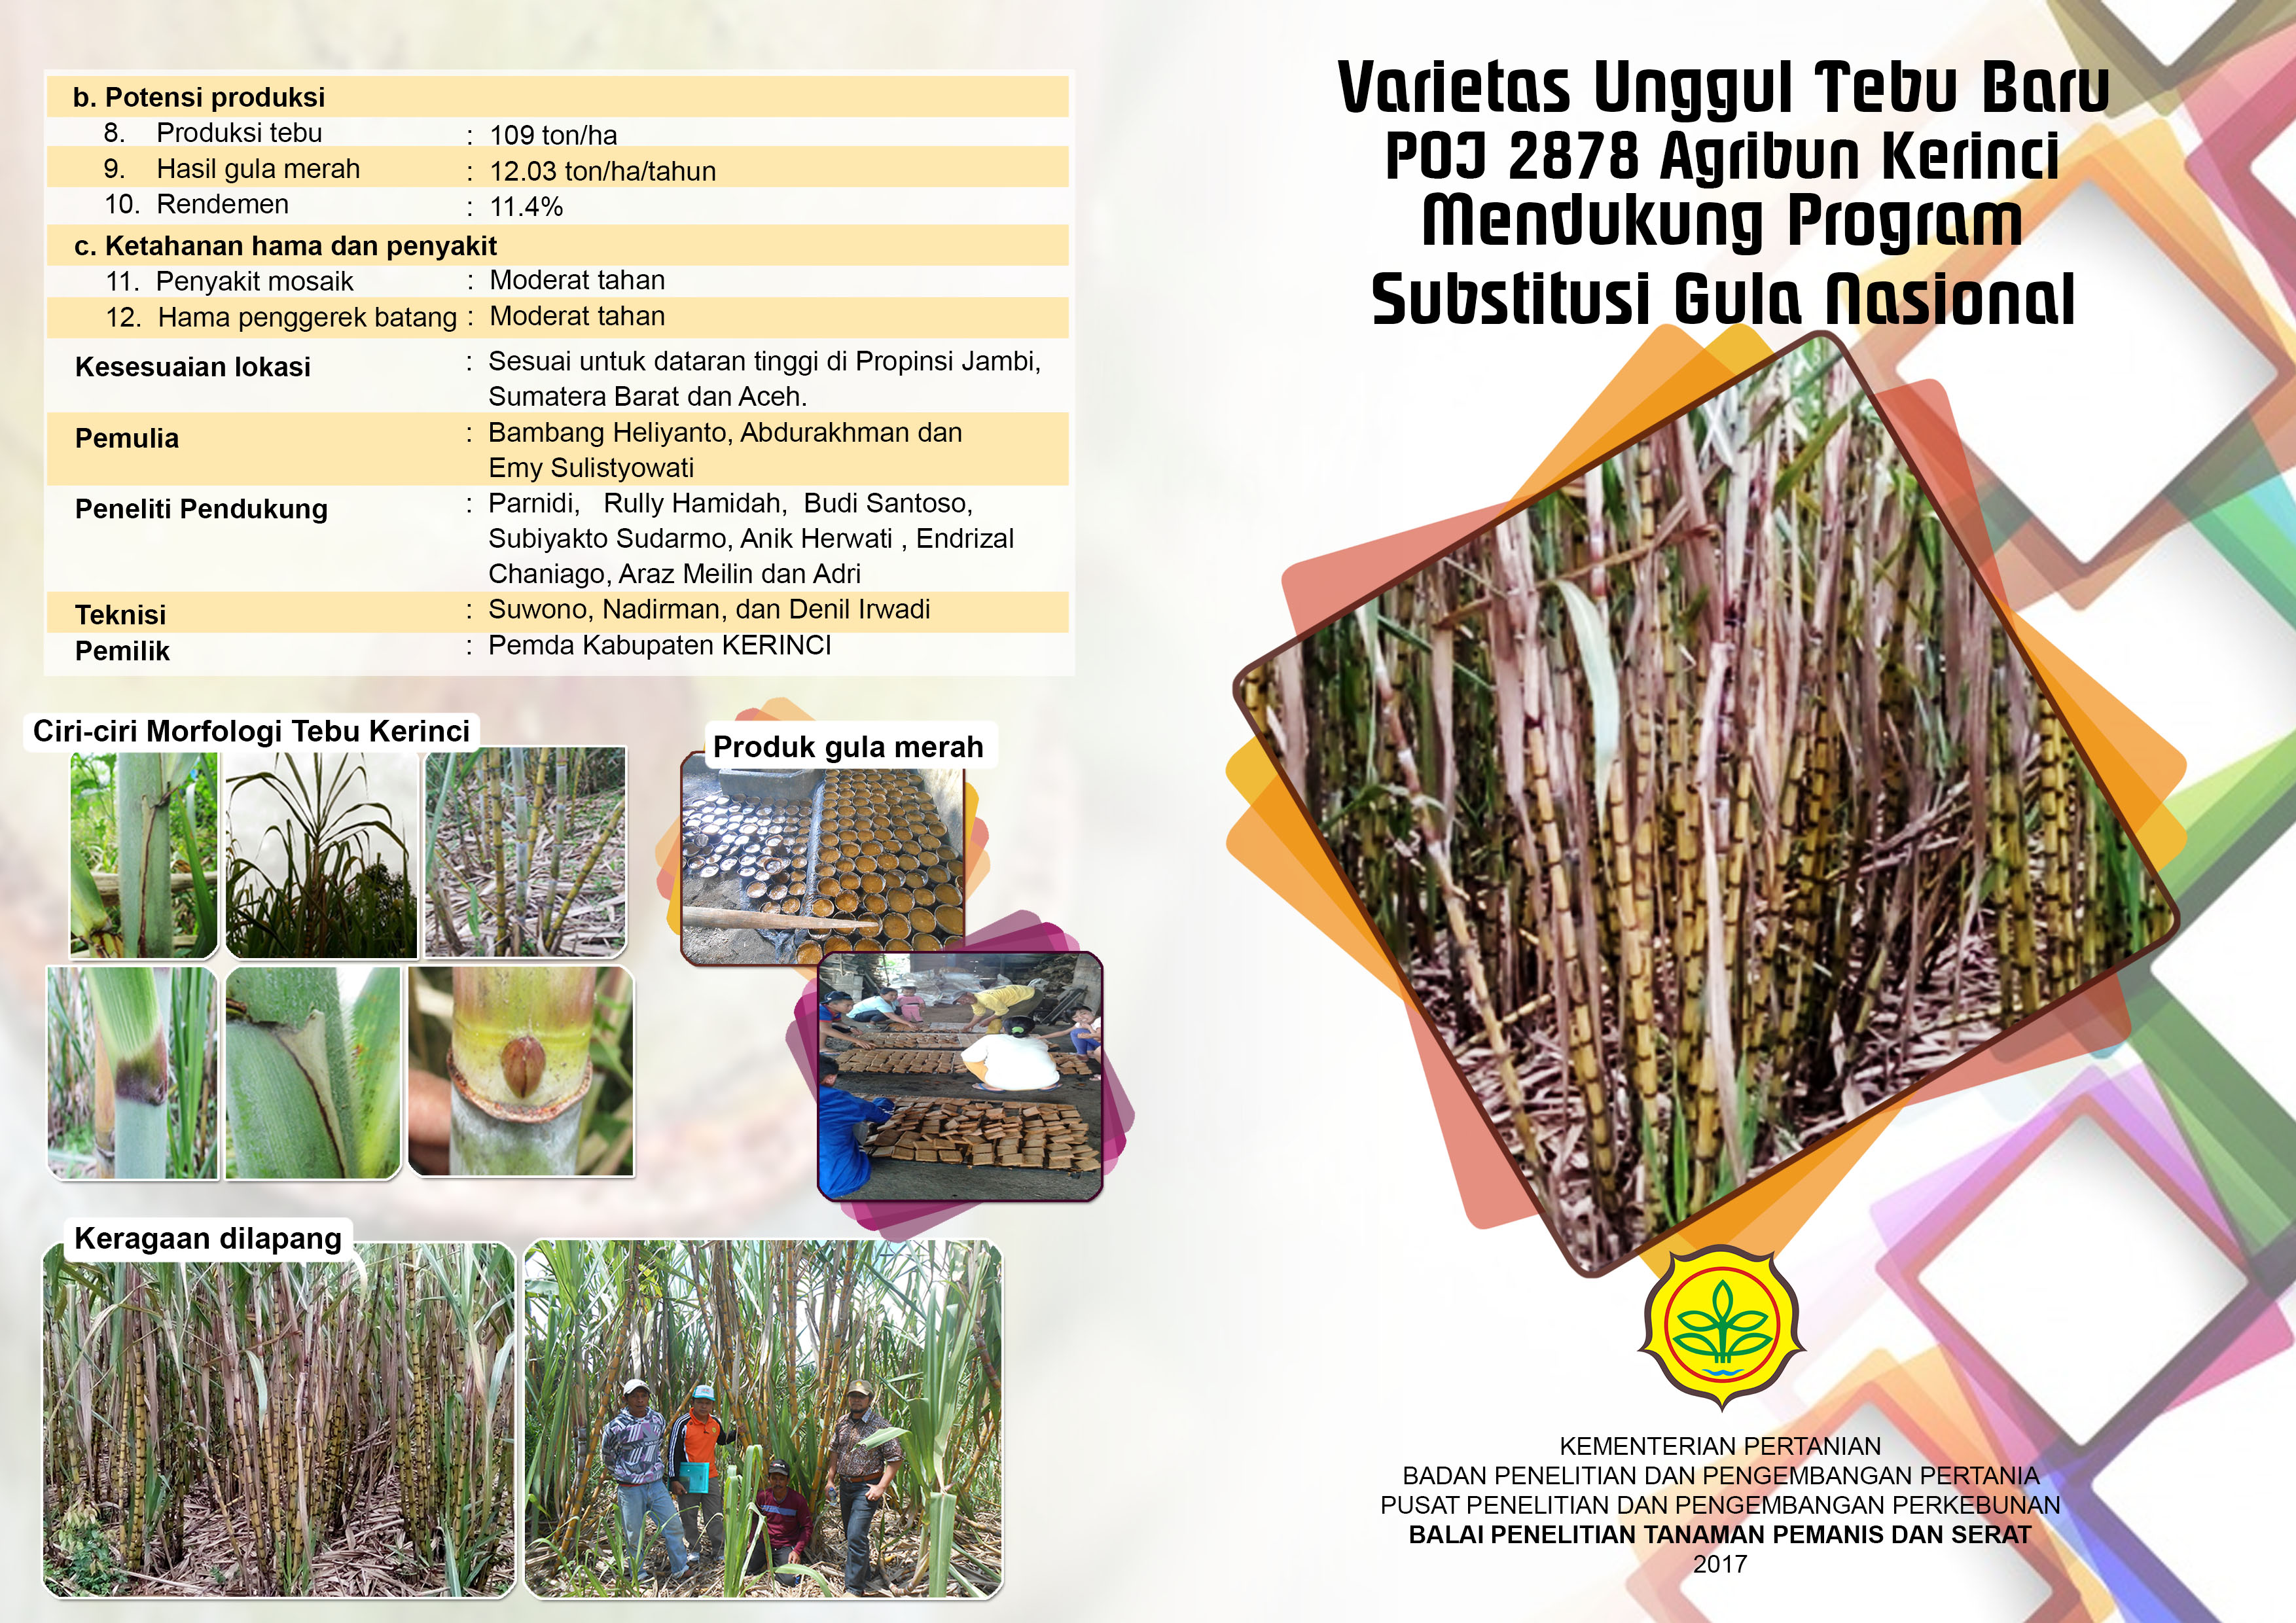 b. Potensi produksi
8. Produksi tebu : 109 ton/ha
9. Hasil gula merah : 12.03 ton/ha/tahun
10. Rendemen : 11.4%
c. Ketahanan hama dan penyakit
11. Penyakit mosaik : Moderat tahan
12. Hama penggerek batang : Moderat tahan
Kesesuaian lokasi : Sesuai untuk dataran tinggi di Propinsi Jambi,
Sumatera Barat dan Aceh.
Pemulia : Bambang Heliyanto, Abdurakhman dan
Emy Sulistyowati
Peneliti Pendukung : Parnidi, Rully Hamidah, Budi Santoso,
Subiyakto Sudarmo, Anik Herwati , Endrizal
Chaniago, Araz Meilin dan Adri
Teknisi : Suwono, Nadirman, dan Denil Irwadi
Pemilik : Pemda Kabupaten KERINCI
Ciri-ciri Morfologi Tebu Kerinci
Produk gula merah
Keragaan dilapang
Varietas Unggul Tebu Baru
POJ 2878 Agribun Kerinci
Mendukung Program
Substitusi Gula Nasional
KEMENTERIAN PERTANIAN
BADAN PENELITIAN DAN PENGEMBANGAN PERTANIA
PUSAT PENELITIAN DAN PENGEMBANGAN PERKEBUNAN
BALAI PENELITIAN TANAMAN PEMANIS DAN SERAT
2017